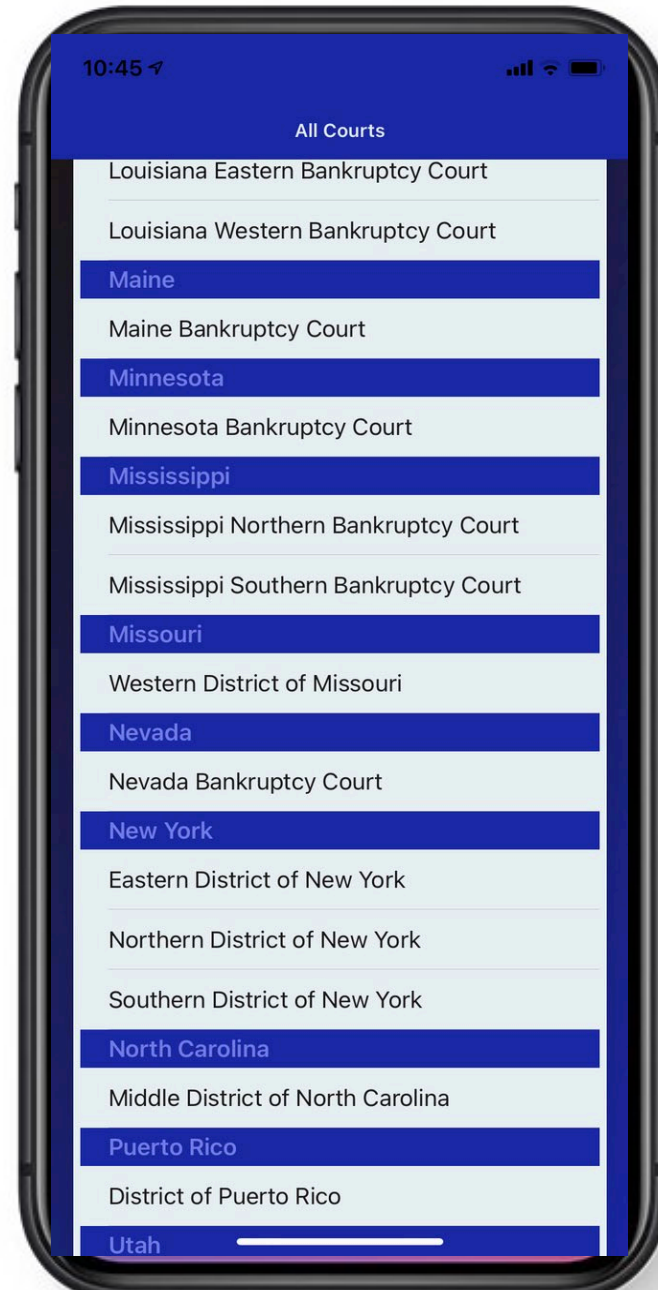 10:45
All Courts
Louisiana Eastern Bankruptcy Court
Louisiana Western Bankruptcy Court
Maine
Maine Bankruptcy Court
Minnesota
Minnesota Bankruptcy Court
Mississippi
Mississippi Northern Bankruptcy Court
Mississippi Southern Bankruptcy Court
Missouri
Western District of Missouri
Nevada
Nevada Bankruptcy Court
New York
Eastern District of New York
Northern District of New York
Southern District of New York
North Carolina
Middle District of North Carolina
Puerto Rico
District of Puerto Rico
Utah